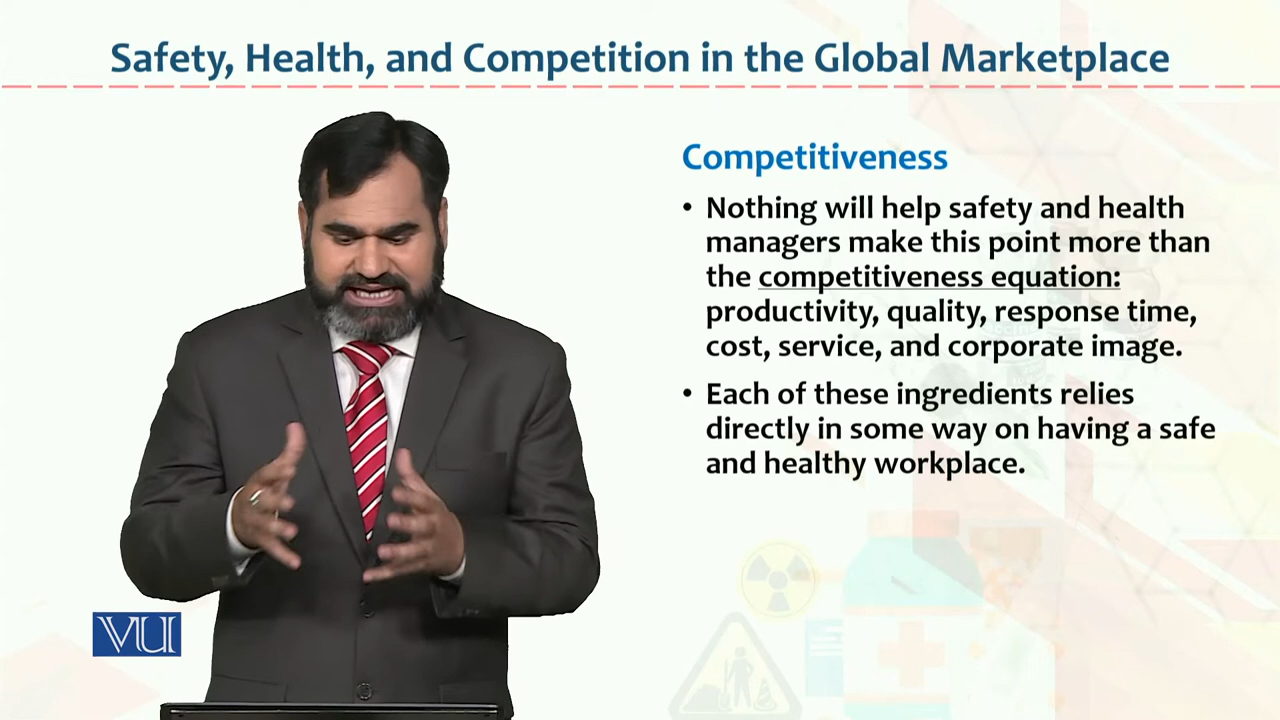 Safety, Health, and Competition in the Global Marketplace
Competitiveness
• Nothing will help safety and health
managers make this point more than
the competitiveness equation:
productivity, quality, response time,
cost, service, and corporate image.
• Each of these ingredients relies
directly in some way on having a safe
and healthy workplace.
VU